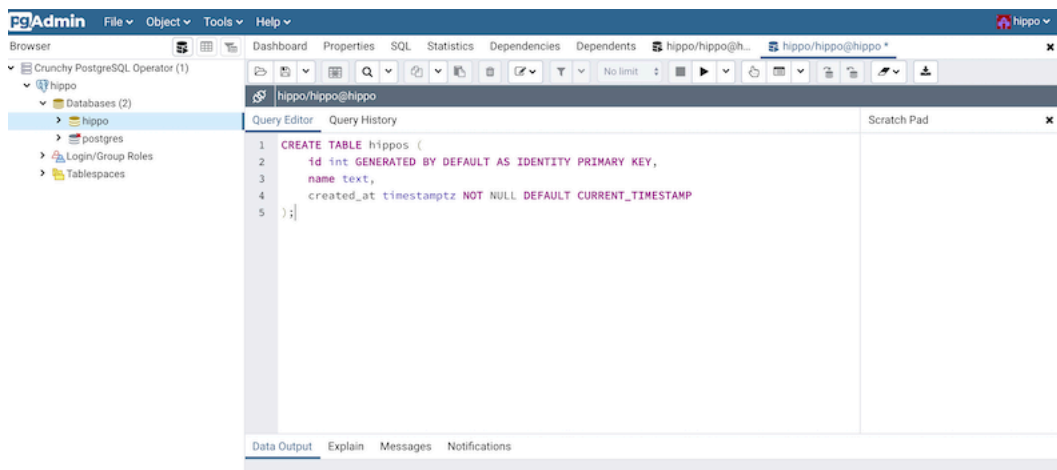 pgAdmin File Object Tools Help hippo
Browser
Dashboard Properties SQL Statistics Dependencies Dependents hippo/hippo@h... hippo/hippo@hippo *
Crunchy PostgreSQL Operator (1)
hippo
Databases (2)
hippo
postgres
Login/Group Roles
Tablespaces
No limit
hippo/hippo@hippo
Query Editor Query History
Scratch Pad
1 CREATE TABLE hippos (
2 id int GENERATED BY DEFAULT AS IDENTITY PRIMARY KEY,
3 name text,
4 created_at timestamptz NOT NULL DEFAULT CURRENT_TIMESTAMP
5 );
Data Output Explain Messages Notifications